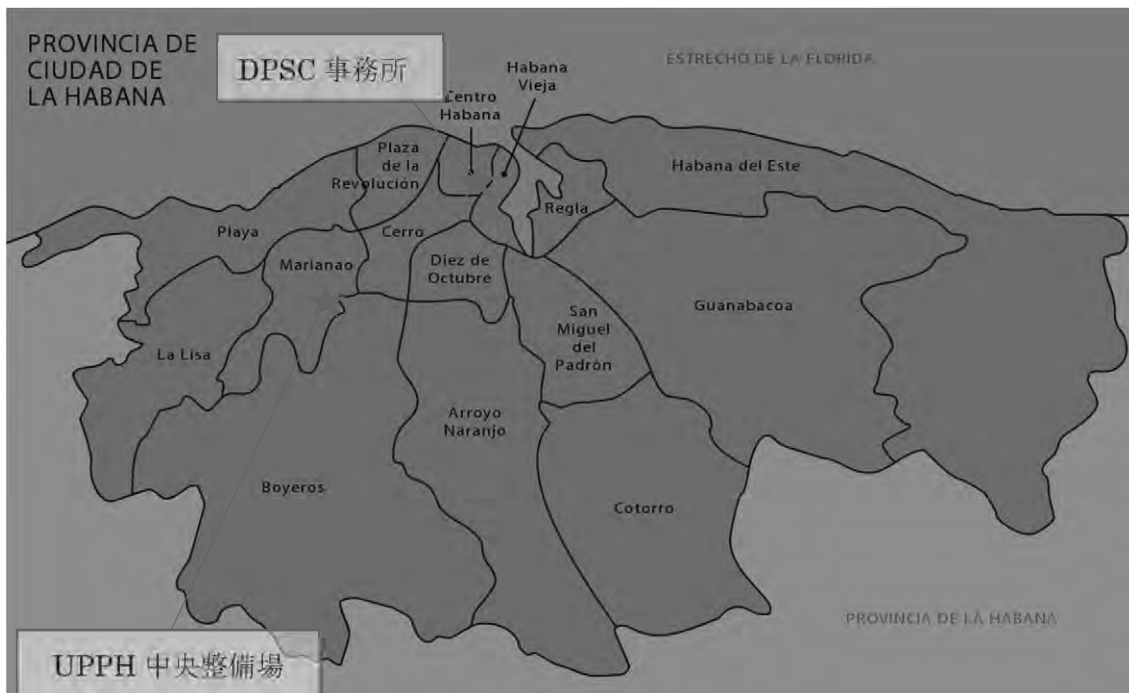 PROVINCIA DE
CIUDAD DE
LA HABANA
DPSC 事務所
ESTRECHO DE LA FLORIDA
Habana
Vieja
Centro
Habana
Plaza
de la
Revolución
Habana del Este
Regla
Playa
Cerro
Marianao
Diez de
Octubre
Guanabacoa
San
Miguel
del
Padrón
La Lisa
Arroyo
Naranjo
Boyeros
Cotorro
PROVINCIA DE LA HABANA
UPPH 中央整備場